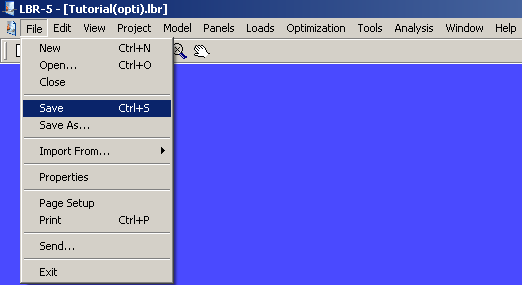 LBR-5 - [Tutorial(opti).lbr]
File Edit View Project Model Panels Loads Optimization Tools Analysis Window Help
New Ctrl+N
Open... Ctrl+O
Close
Save Ctrl+S
Save As...
Import From...
Properties
Page Setup
Print Ctrl+P
Send...
Exit